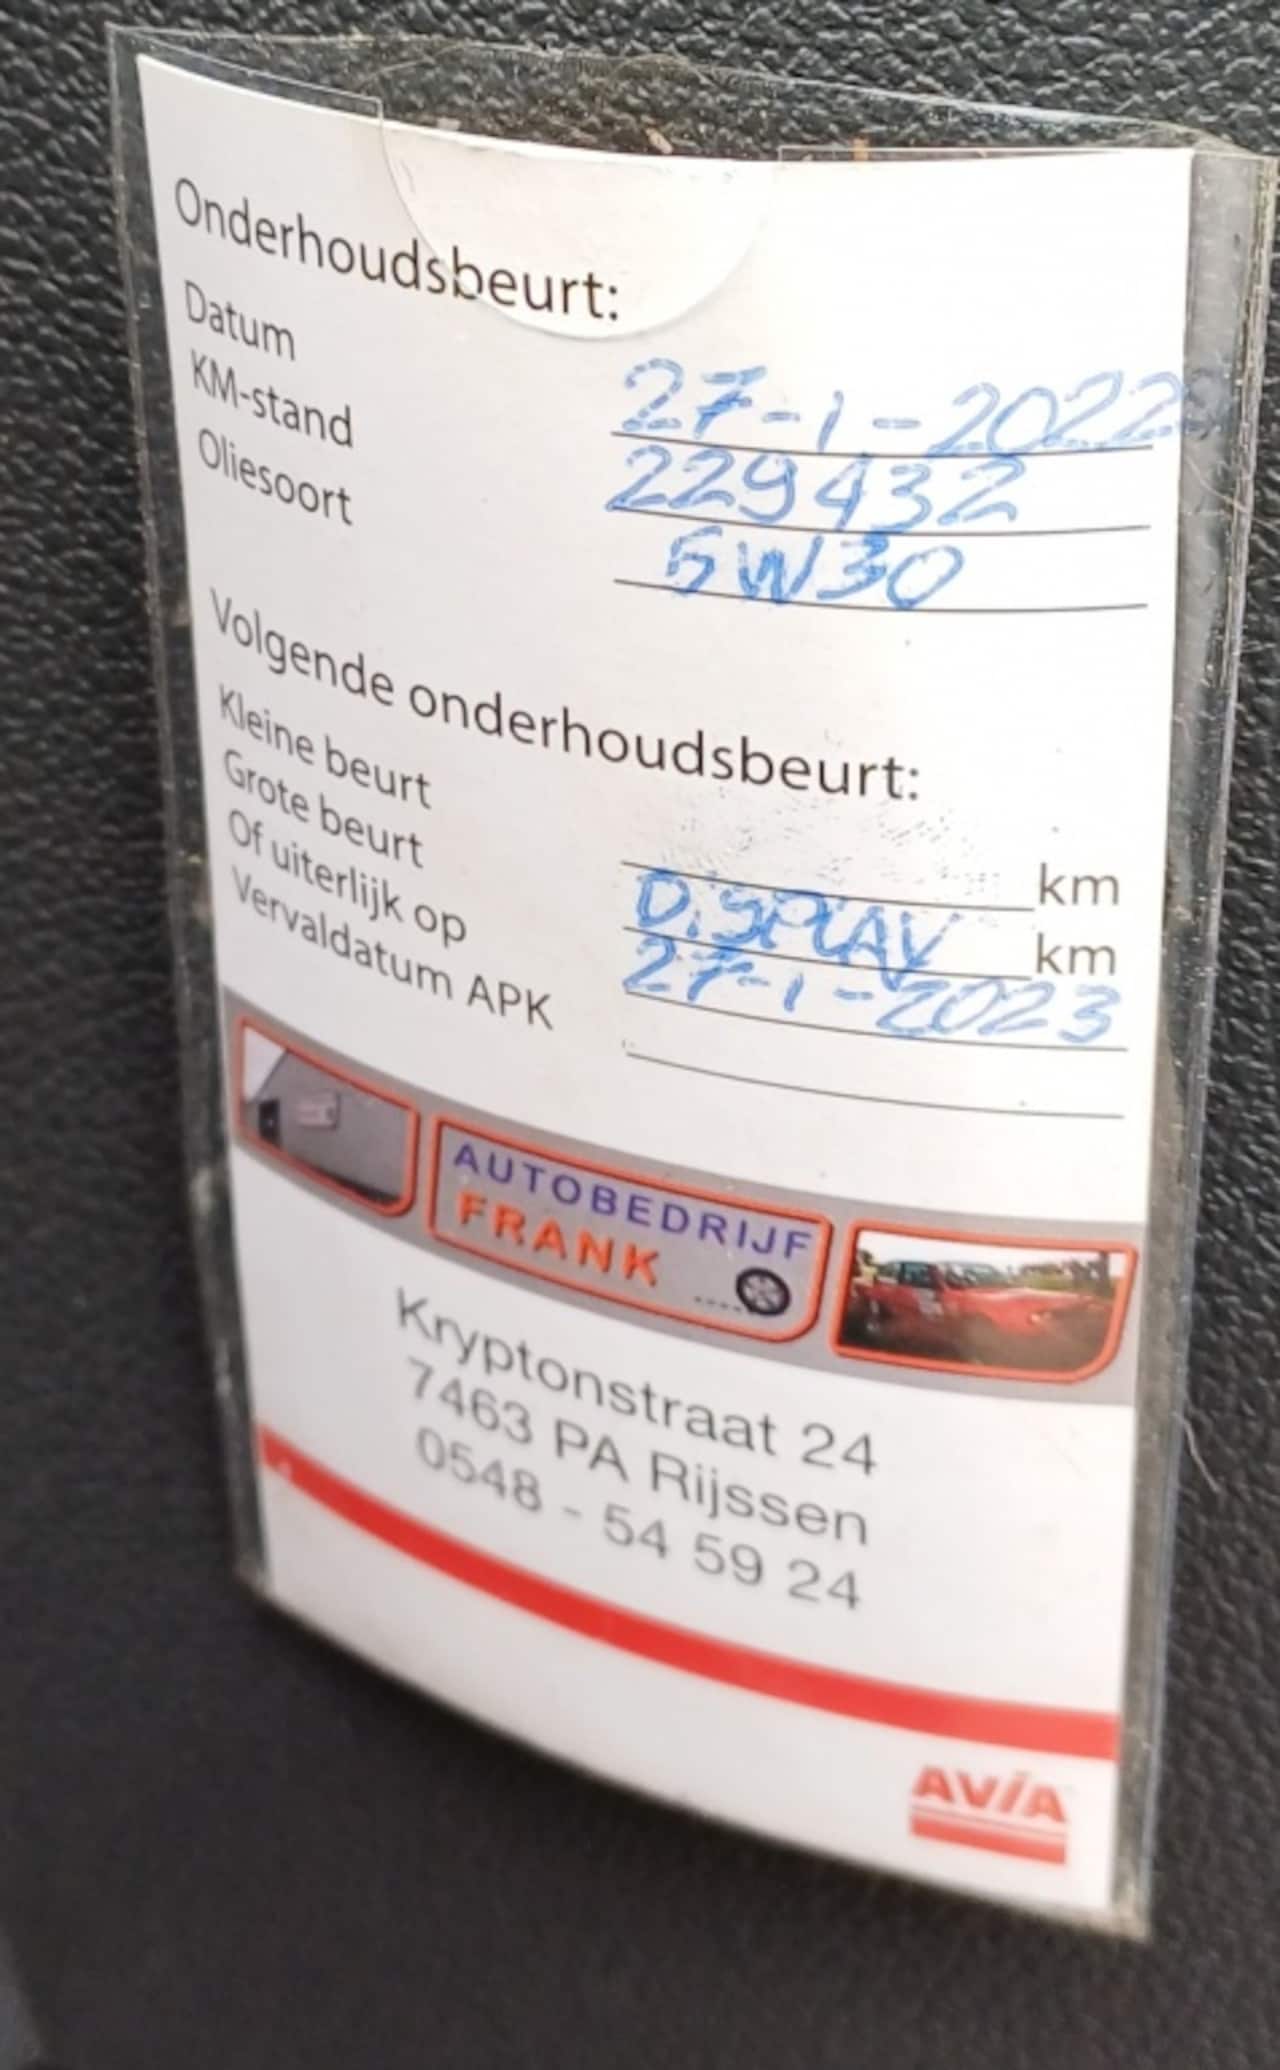 Onderhoudsbeurt:
Datum 27-1-2022
KM-stand 229432
Oliesoort 5W30
Volgende onderhoudsbeurt:
Kleine beurt km
Grote beurt DiSPLAY km
Of uiterlijk op 27-1-2023
Vervaldatum APK
AUTOBEDRIJF
FRANK
Kryptonstraat 24
7463 PA Rijssen
0548 - 54 59 24
AVIA